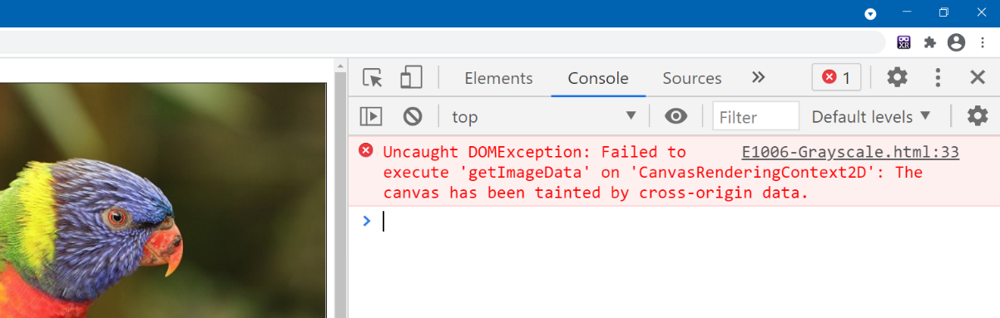 XR
Elements Console Sources » 1
top Filter Default levels
Uncaught DOMException: Failed to E1006-Grayscale.html:33
execute 'getImageData' on 'CanvasRenderingContext2D': The
canvas has been tainted by cross-origin data.